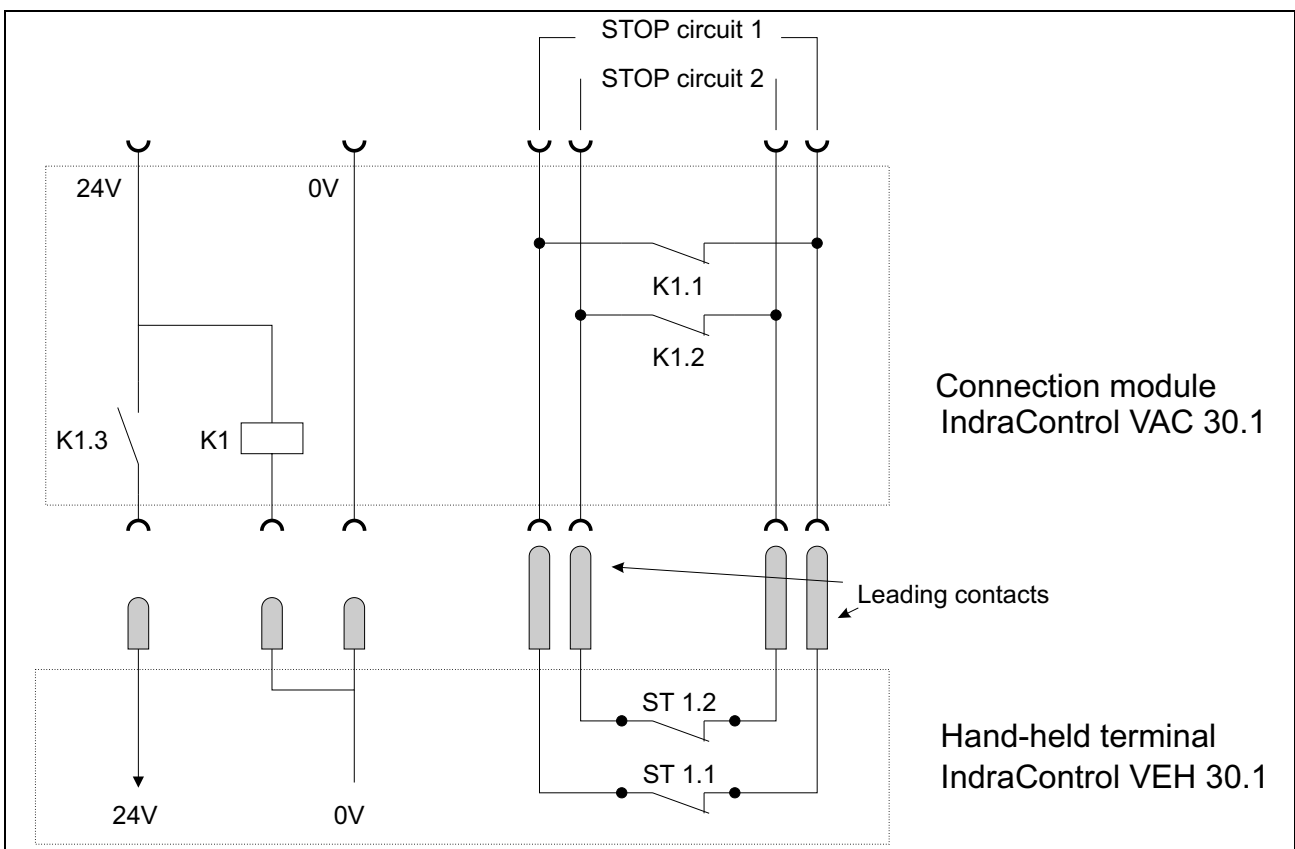 STOP circuit 1
STOP circuit 2
24V
0V
K1.1
K1.2
K1.3
K1
Connection module
IndraControl VAC 30.1
Leading contacts
ST 1.2
ST 1.1
24V
0V
Hand-held terminal
IndraControl VEH 30.1